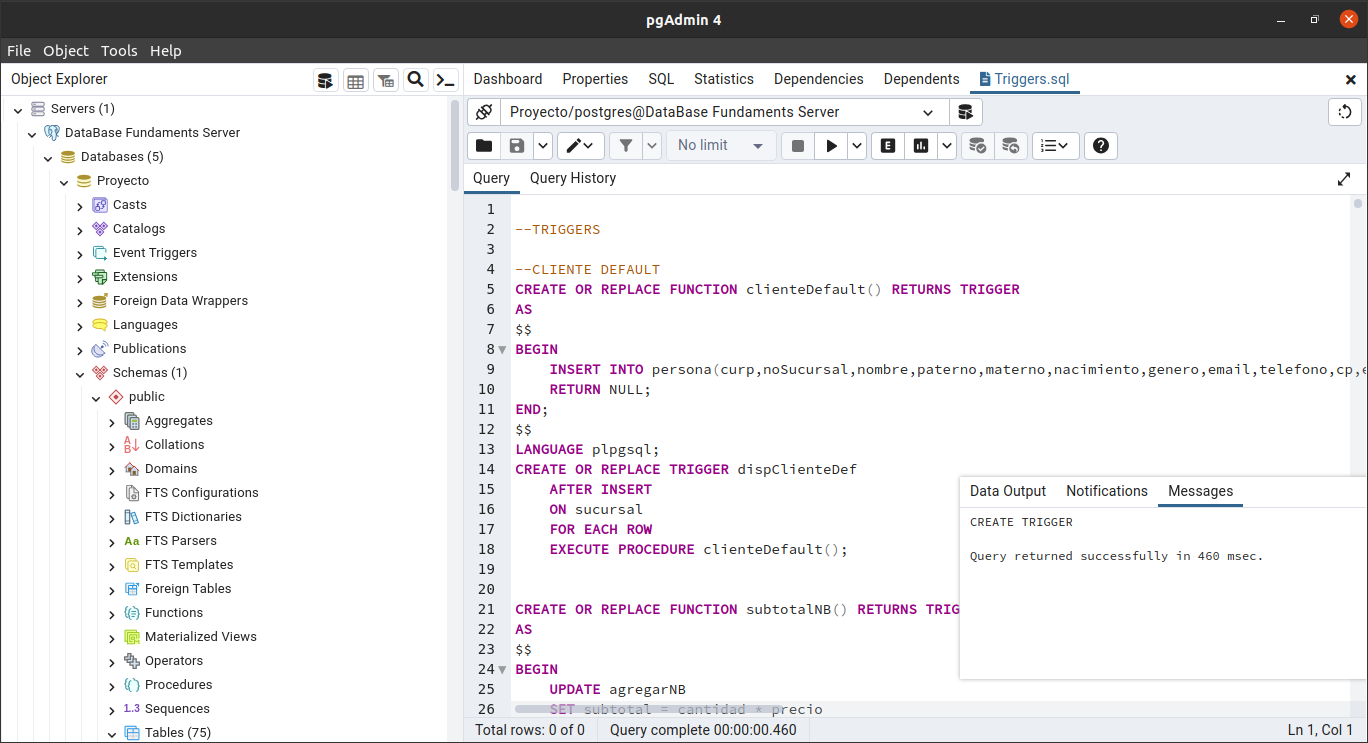 pgAdmin 4
File Object Tools Help
Object Explorer
Dashboard Properties SQL Statistics Dependencies Dependents Triggers.sql
Servers (1)
DataBase Fundaments Server
Databases (5)
Proyecto
Casts
Catalogs
Event Triggers
Extensions
Foreign Data Wrappers
Languages
Publications
Schemas (1)
public
Aggregates
Collations
Domains
FTS Configurations
FTS Dictionaries
Aa FTS Parsers
FTS Templates
Foreign Tables
Functions
Materialized Views
Operators
Procedures
1..3 Sequences
Tables (75)
Proyecto/postgres@DataBase Fundaments Server
No limit
E
Query Query History
1
2 --TRIGGERS
3
4 --CLIENTE DEFAULT
5 CREATE OR REPLACE FUNCTION clienteDefault() RETURNS TRIGGER
6 AS
7 $$
8 BEGIN
9 INSERT INTO persona(curp,noSucursal,nombre,paterno,materno,nacimiento,genero,email,telefono,cp,e
10 RETURN NULL;
11 END;
12 $$
13 LANGUAGE plpgsql;
14 CREATE OR REPLACE TRIGGER dispClienteDef
15 AFTER INSERT
16 ON sucursal
17 FOR EACH ROW
18 EXECUTE PROCEDURE clienteDefault();
19
20
21 CREATE OR REPLACE FUNCTION subtotalNB() RETURNS TRIG
22 AS
23 $$
24 BEGIN
25 UPDATE agregarNB
26 SET subtotal = cantidad * precio
Data Output Notifications Messages
CREATE TRIGGER
Query returned successfully in 460 msec.
Total rows: 0 of 0 Query complete 00:00:00.460 Ln 1, Col 1